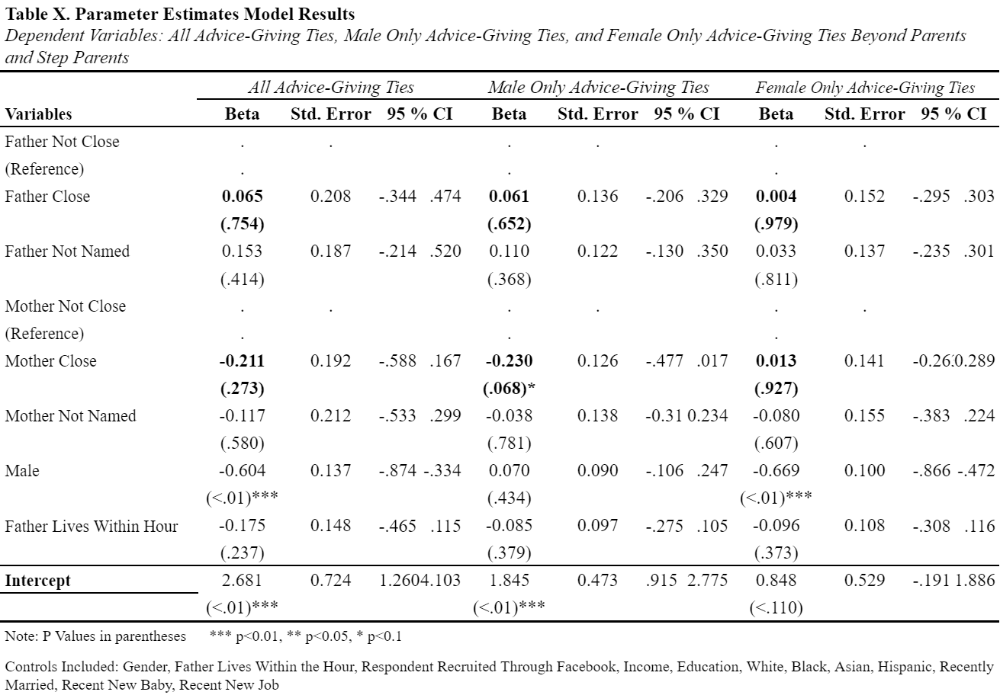 Table X. Parameter Estimates Model Results
Dependent Variables: All Advice-Giving Ties, Male Only Advice-Giving Ties, and Female Only Advice-Giving Ties Beyond Parents
and Step Parents
All Advice-Giving Ties Male Only Advice-Giving Ties Female Only Advice-Giving Ties
Variables Beta Std. Error 95 % CI Beta Std. Error 95 % CI Beta Std. Error 95 % CI
Father Not Close . . . . . .
(Reference) . . .
Father Close 0.065 0.208 -.344 .474 0.061 0.136 -.206 .329 0.004 0.152 -.295 .303
(.754) (.652) (.979)
Father Not Named 0.153 0.187 -.214 .520 0.110 0.122 -.130 .350 0.033 0.137 -.235 .301
(.414) (.368) (.811)
Mother Not Close . . . . . .
(Reference) . . .
Mother Close -0.211 0.192 -.588 .167 -0.230 0.126 -.477 .017 0.013 0.141 -0.26 0.289
(.273) (.068)* (.927)
Mother Not Named -0.117 0.212 -.533 .299 -0.038 0.138 -0.31 0.234 -0.080 0.155 -.383 .224
(.580) (.781) (.607)
Male -0.604 0.137 -.874 -.334 0.070 0.090 -.106 .247 -0.669 0.100 -.866 -.472
(<.01)*** (.434) (<.01)***
Father Lives Within Hour -0.175 0.148 -.465 .115 -0.085 0.097 -.275 .105 -0.096 0.108 -.308 .116
(.237) (.379) (.373)
Intercept 2.681 0.724 1.260 4.103 1.845 0.473 .915 2.775 0.848 0.529 -.191 1.886
(<.01)*** (<.01)*** (<.110)
Note: P Values in parentheses *** p<0.01, ** p<0.05, * p<0.1
Controls Included: Gender, Father Lives Within the Hour, Respondent Recruited Through Facebook, Income, Education, White, Black, Asian, Hispanic, Recently
Married, Recent New Baby, Recent New Job